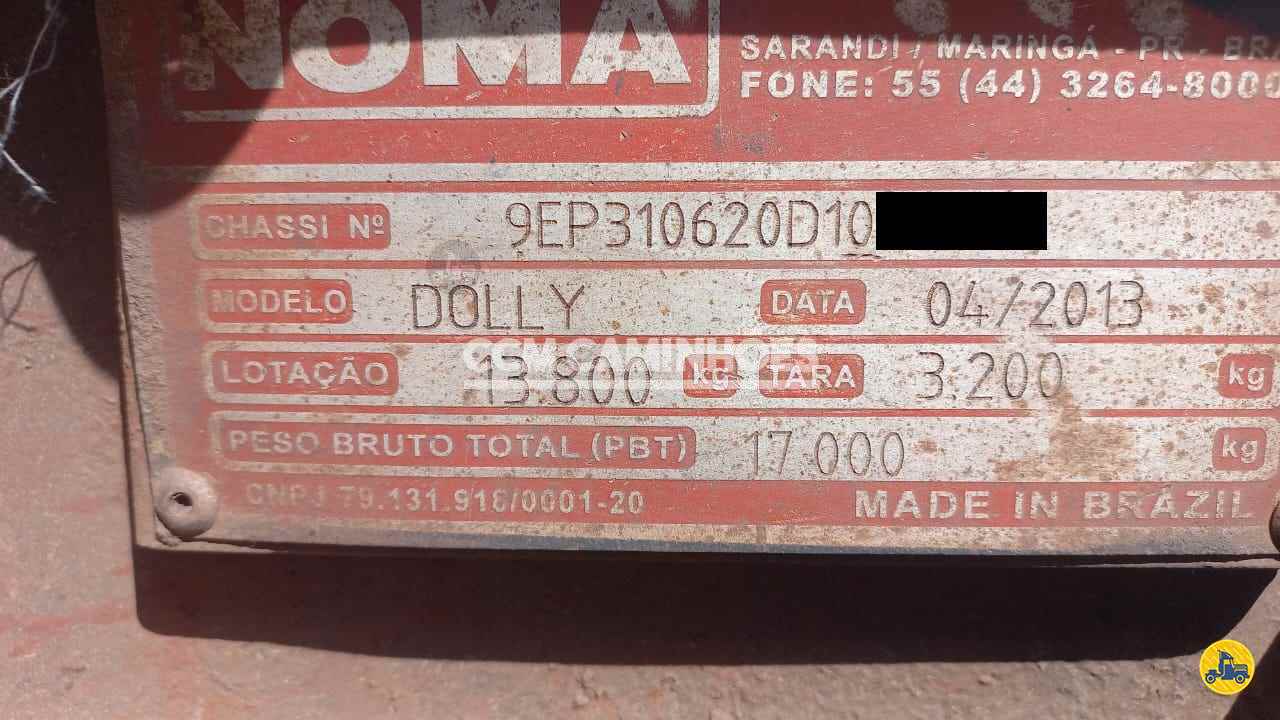 NOMA
SARANDI / MARINGÁ - PR - BRA
FONE: 55 (44) 3264-8000
CHASSI Nº 9EP310620D10
MODELO DOLLY DATA 04/2013
CCM CAMINHÕES
LOTAÇÃO 13.800 kg TARA 3.200 kg
PESO BRUTO TOTAL (PBT) 17.000 kg
CNPJ 79.131.918/0001-20 MADE IN BRAZIL